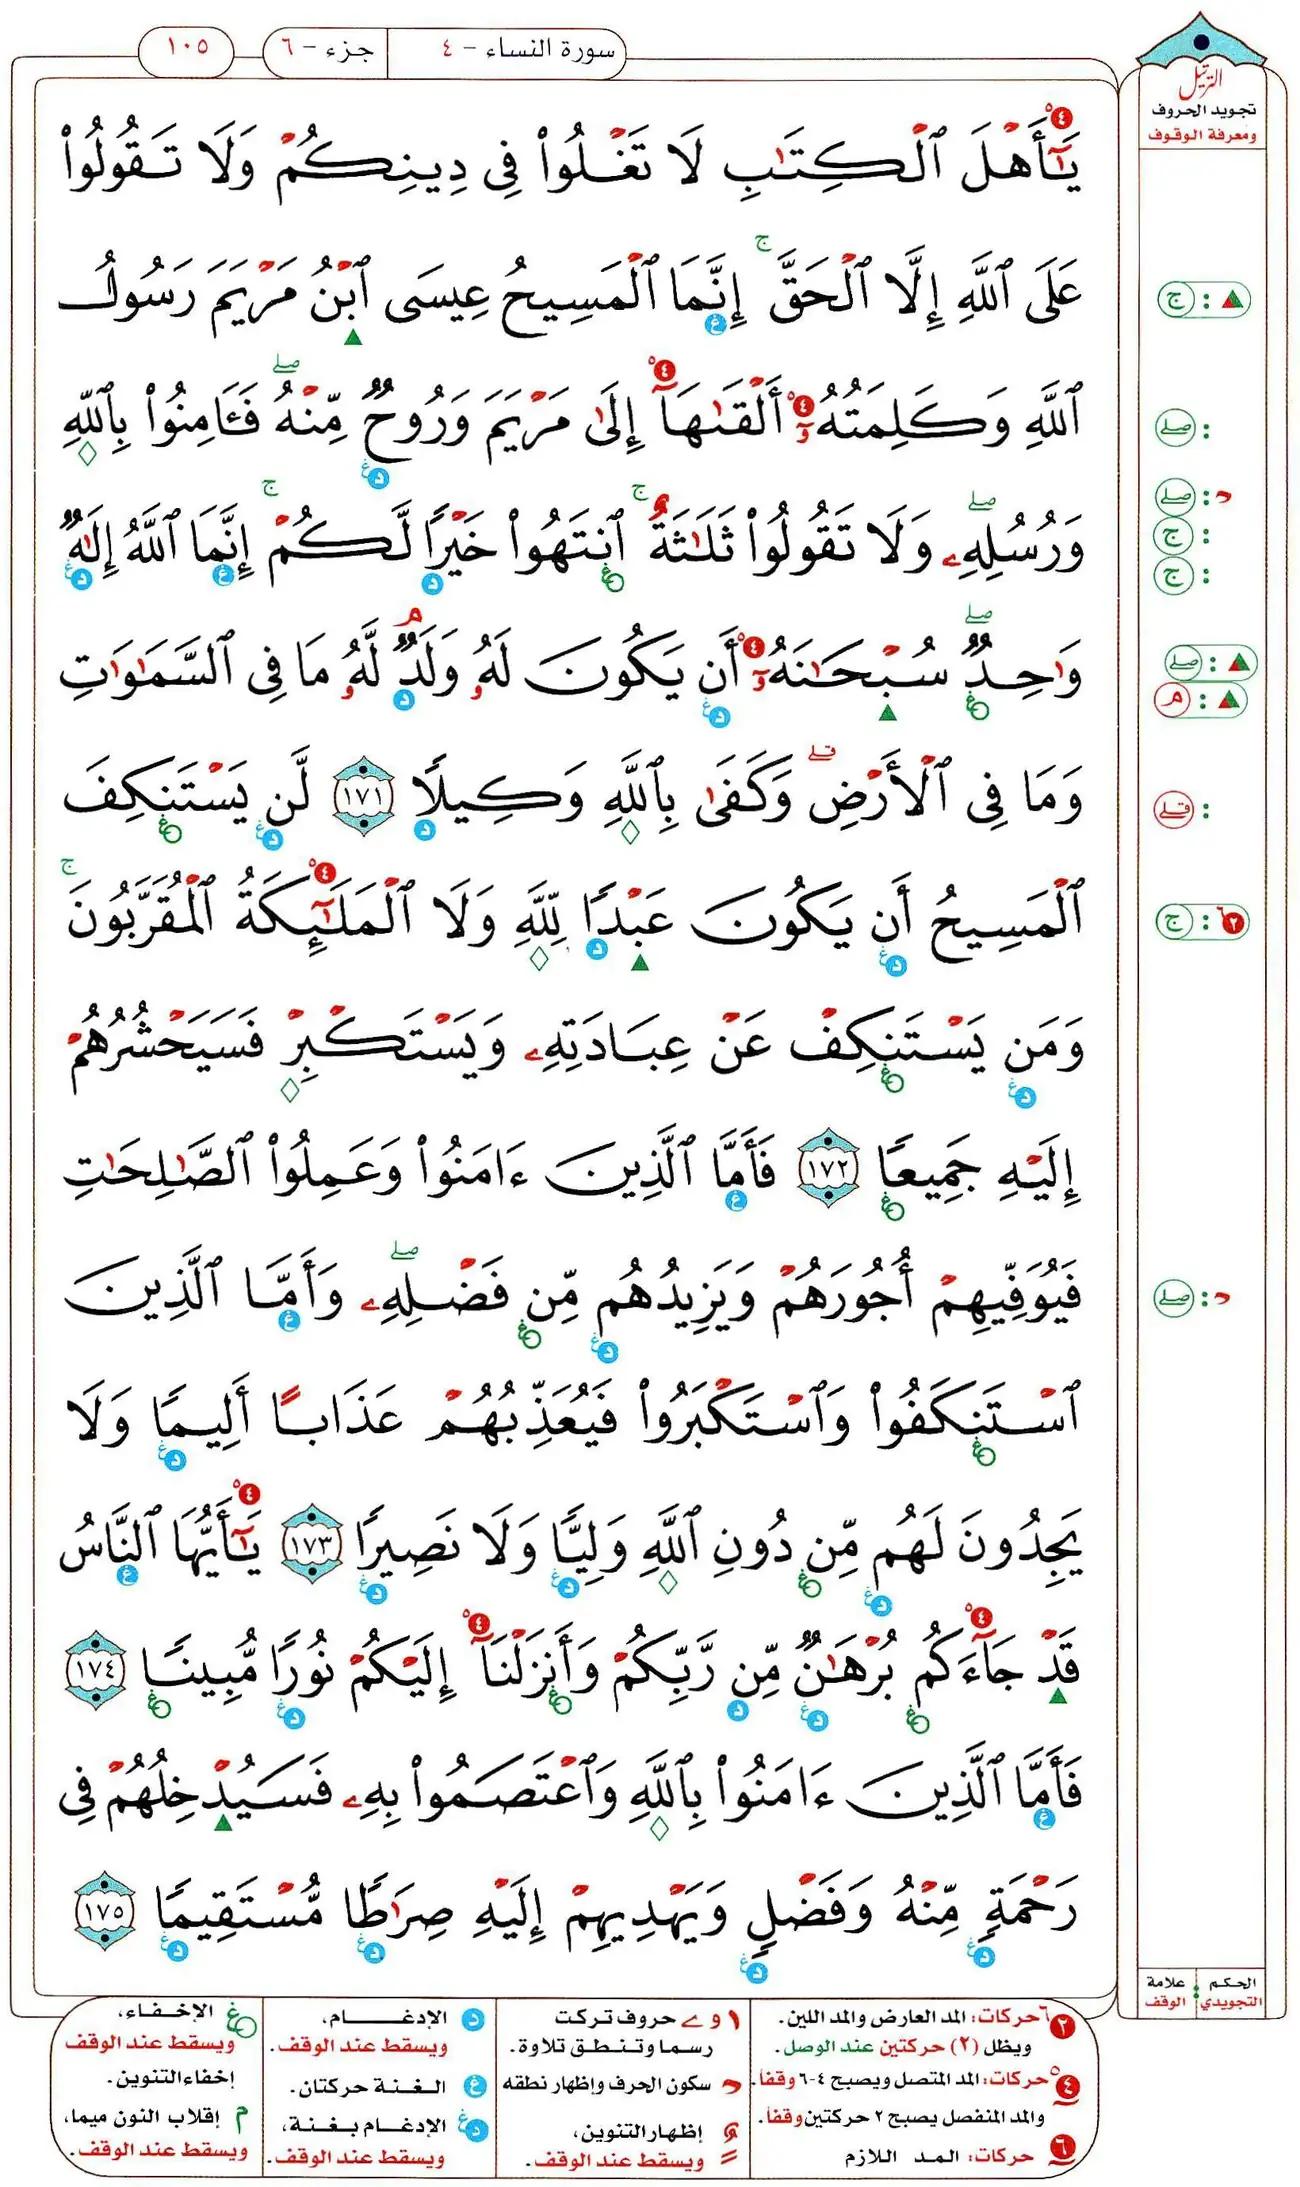 سورة النساء - ٤
جزء - ٦
١٠٥
الترتيل
تجويد الحروف
ومعرفة الوقوف
يَٰٓأَهْلَ ٱلْكِتَٰبِ لَا تَغْلُوا۟ فِى دِينِكُمْ وَلَا تَقُولُوا۟
عَلَى ٱللَّهِ إِلَّا ٱلْحَقَّ ۚ إِنَّمَا ٱلْمَسِيحُ عِيسَى ٱبْنُ مَرْيَمَ رَسُولُ
ٱللَّهِ وَكَلِمَتُهُۥٓ أَلْقَىٰهَآ إِلَىٰ مَرْيَمَ وَرُوحٌ مِّنْهُ ۖ فَـَٔامِنُوا۟ بِٱللَّهِ
وَرُسُلِهِۦ ۖ وَلَا تَقُولُوا۟ ثَلَٰثَةٌ ۚ ٱنتَهُوا۟ خَيْرًا لَّكُمْ ۚ إِنَّمَا ٱللَّهُ إِلَٰهٌ
وَٰحِدٌ ۖ سُبْحَٰنَهُۥٓ أَن يَكُونَ لَهُۥ وَلَدٌ ۘ لَّهُۥ مَا فِى ٱلسَّمَٰوَٰتِ
وَمَا فِى ٱلْأَرْضِ ۗ وَكَفَىٰ بِٱللَّهِ وَكِيلًا ١٧١ لَّن يَسْتَنكِفَ
ٱلْمَسِيحُ أَن يَكُونَ عَبْدًا لِّلَّهِ وَلَا ٱلْمَلَٰٓئِكَةُ ٱلْمُقَرَّبُونَ ۚ
وَمَن يَسْتَنكِفْ عَنْ عِبَادَتِهِۦ وَيَسْتَكْبِرْ فَسَيَحْشُرُهُمْ
إِلَيْهِ جَمِيعًا ١٧٢ فَأَمَّا ٱلَّذِينَ ءَامَنُوا۟ وَعَمِلُوا۟ ٱلصَّٰلِحَٰتِ
فَيُوَفِّيهِمْ أُجُورَهُمْ وَيَزِيدُهُم مِّن فَضْلِهِۦ ۖ وَأَمَّا ٱلَّذِينَ
ٱسْتَنكَفُوا۟ وَٱسْتَكْبَرُوا۟ فَيُعَذِّبُهُمْ عَذَابًا أَلِيمًا وَلَا
يَجِدُونَ لَهُم مِّن دُونِ ٱللَّهِ وَلِيًّا وَلَا نَصِيرًا ١٧٣ يَٰٓأَيُّهَا ٱلنَّاسُ
قَدْ جَآءَكُم بُرْهَٰنٌ مِّن رَّبِّكُمْ وَأَنزَلْنَآ إِلَيْكُمْ نُورًا مُّبِينًا ١٧٤
فَأَمَّا ٱلَّذِينَ ءَامَنُوا۟ بِٱللَّهِ وَٱعْتَصَمُوا۟ بِهِۦ فَسَيُدْخِلُهُمْ فِى
رَحْمَةٍ مِّنْهُ وَفَضْلٍ وَيَهْدِيهِمْ إِلَيْهِ صِرَٰطًا مُّسْتَقِيمًا ١٧٥
: ج
: صلے
: صلے
: ج
: ج
: صلے
: م
: قلے
٢ : ج
: صلے
الحكم التجويدي : علامة الوقف
٢ ٦ حركات: المد العارض والمد اللين.
ويظل (٢) حركتين عند الوصل.
٤ ٥ حركات: المد المتصل ويصبح ٤-٦ وقفاً.
والمد المنفصل يصبح ٢ حركتين وقفاً.
٦ حركات: المد اللازم
ا و ے حروف تركت
رسما وتنطق تلاوة.
سكون الحرف وإظهار نطقه
إظهار التنوين،
ويسقط عند الوقف.
د الإدغام،
ويسقط عند الوقف.
غ الغنة حركتان.
د غ الإدغام بغنة،
ويسقط عند الوقف.
غ الإخفاء،
ويسقط عند الوقف
إخفاء التنوين.
م إقلاب النون ميما،
ويسقط عند الوقف.